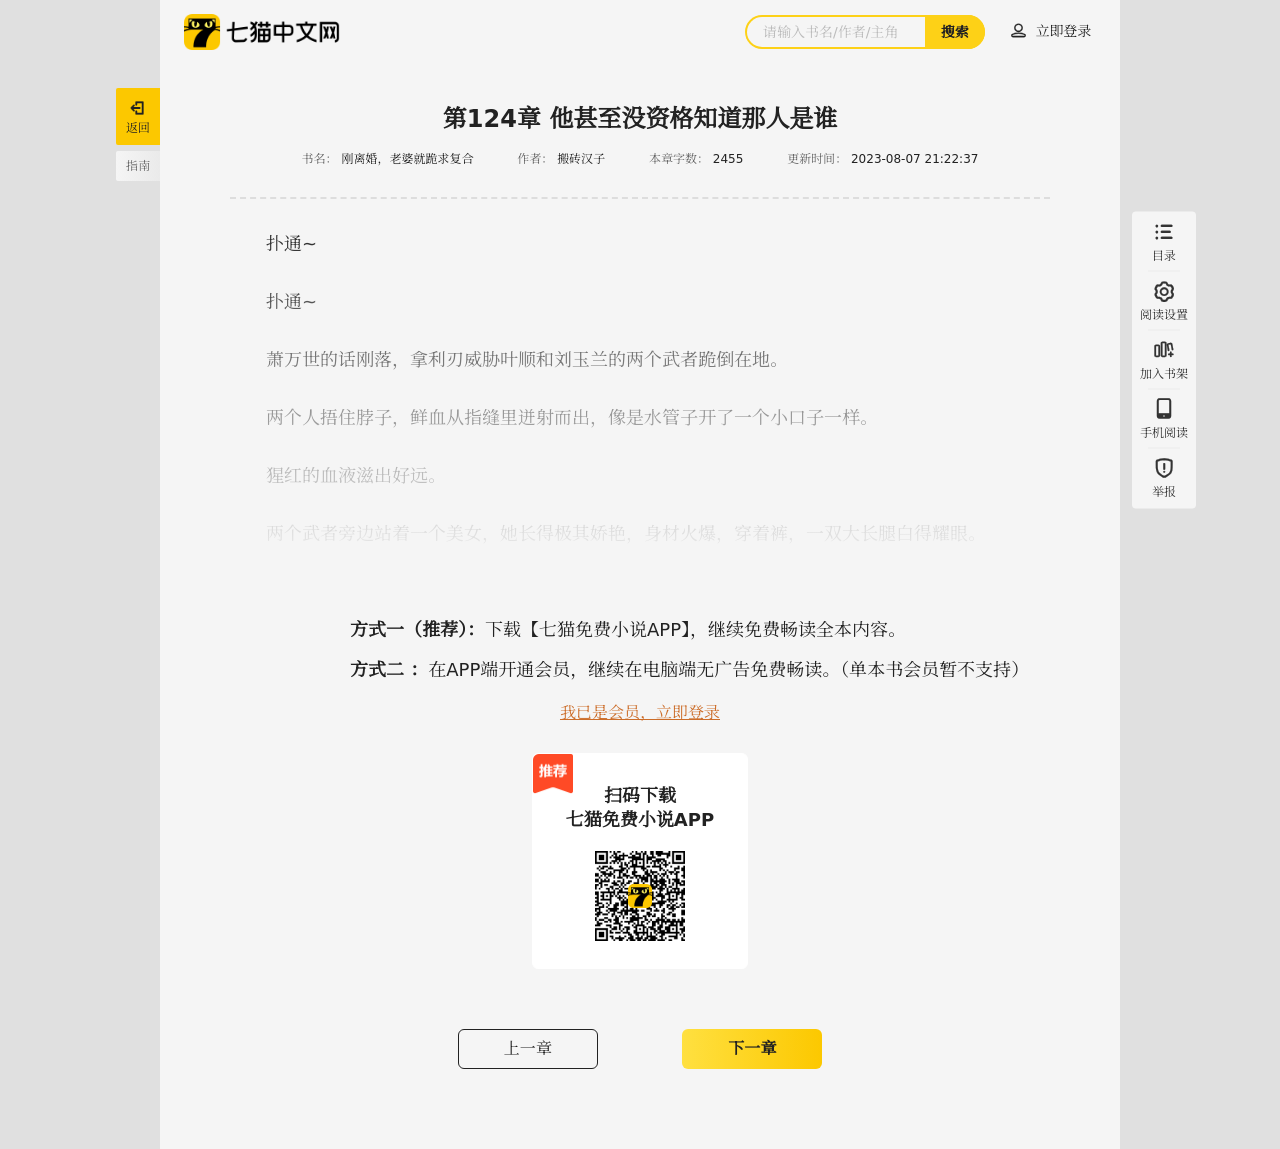 七猫中文网
请输入书名/作者/主角
搜索
立即登录
返回
指南
第124章 他甚至没资格知道那人是谁
书名： 刚离婚，老婆就跪求复合 作者： 搬砖汉子 本章字数： 2455 更新时间： 2023-08-07 21:22:37
扑通~
扑通~
萧万世的话刚落，拿利刃威胁叶顺和刘玉兰的两个武者跪倒在地。
两个人捂住脖子，鲜血从指缝里迸射而出，像是水管子开了一个小口子一样。
猩红的血液滋出好远。
两个武者旁边站着一个美女，她长得极其娇艳，身材火爆，穿着裤，一双大长腿白得耀眼。
目录
阅读设置
加入书架
手机阅读
举报
方式一（推荐）：下载【七猫免费小说APP】，继续免费畅读全本内容。
方式二 ：在APP端开通会员，继续在电脑端无广告免费畅读。（单本书会员暂不支持）
我已是会员，立即登录
推荐
扫码下载
七猫免费小说APP
上一章
下一章